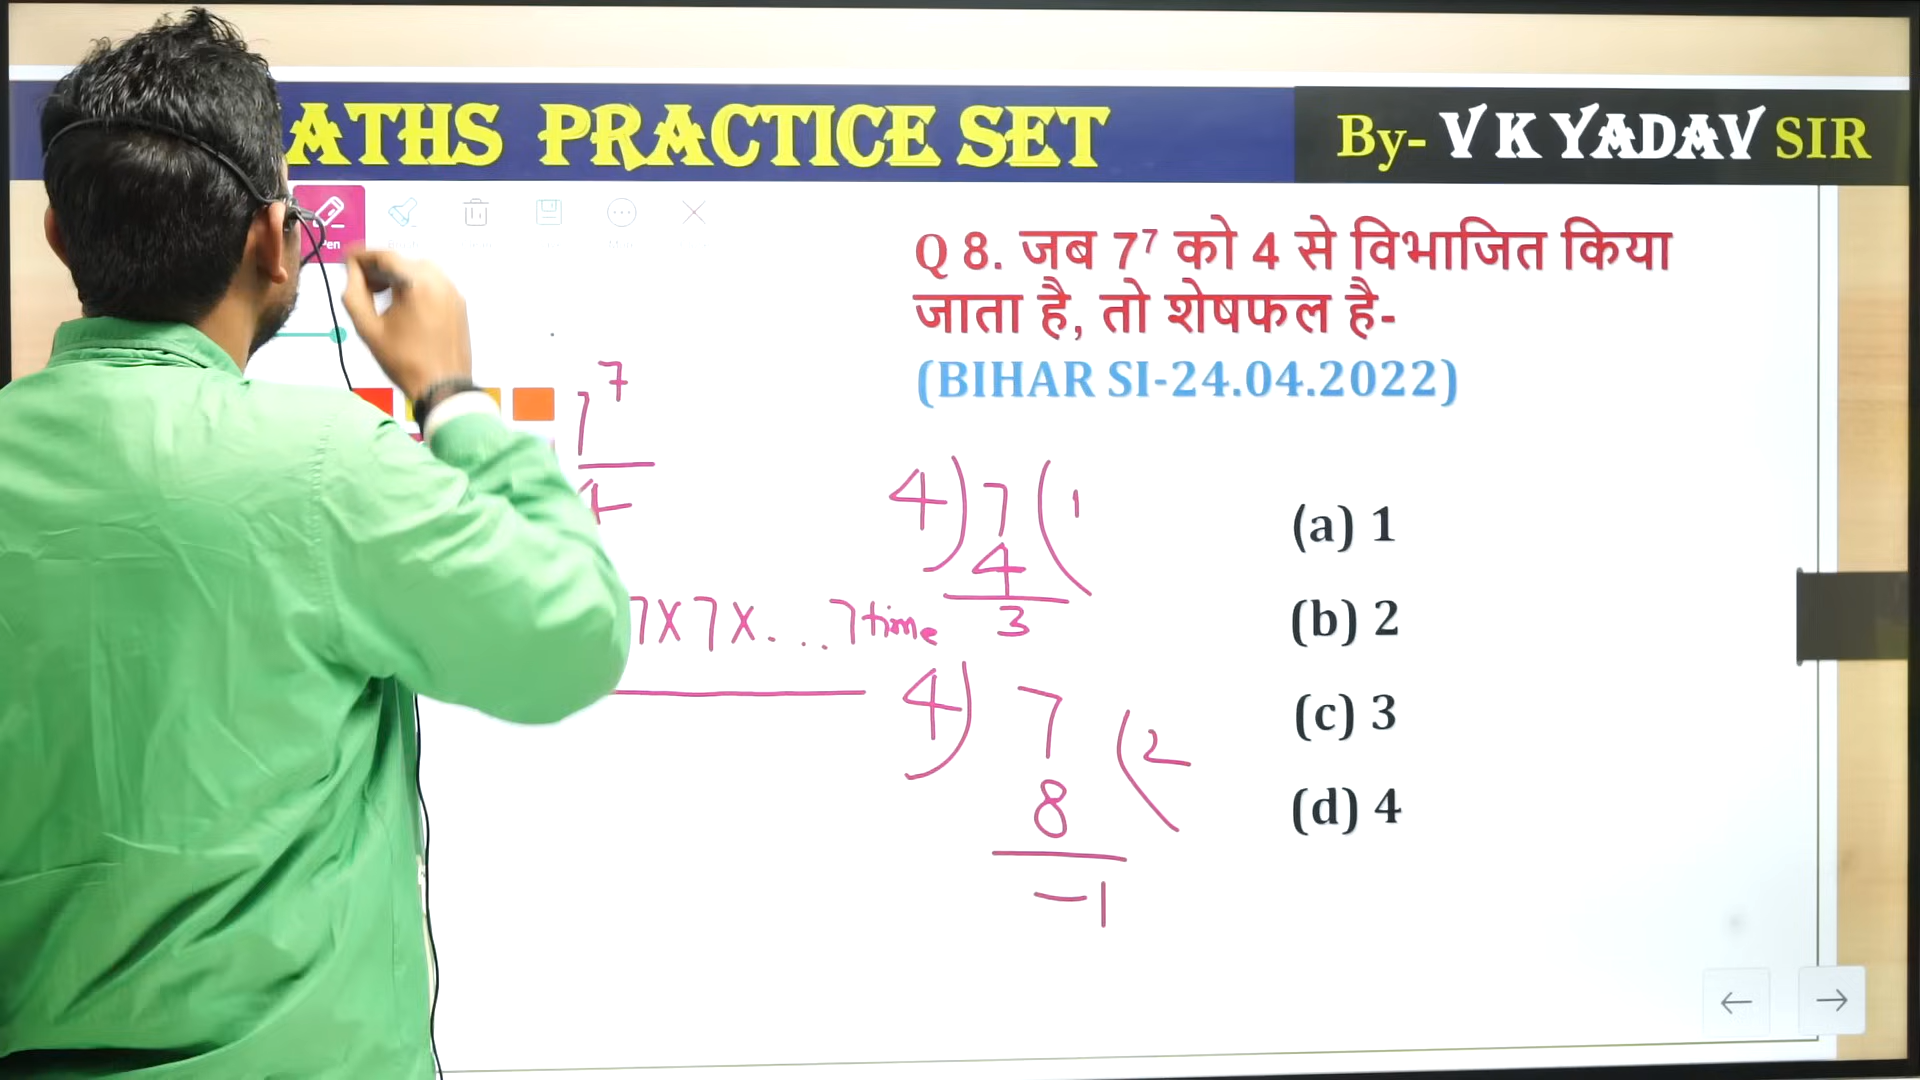 ATHS PRACTICE SET
By- V K YADAV SIR
Pen
Q 8. जब 7⁷ को 4 से विभाजित किया
जाता है, तो शेषफल है-
(BIHAR SI-24.04.2022)
7⁷
4
7X7X...7time
4)7(1
4
3
4)7(2
8
-1
(a) 1
(b) 2
(c) 3
(d) 4